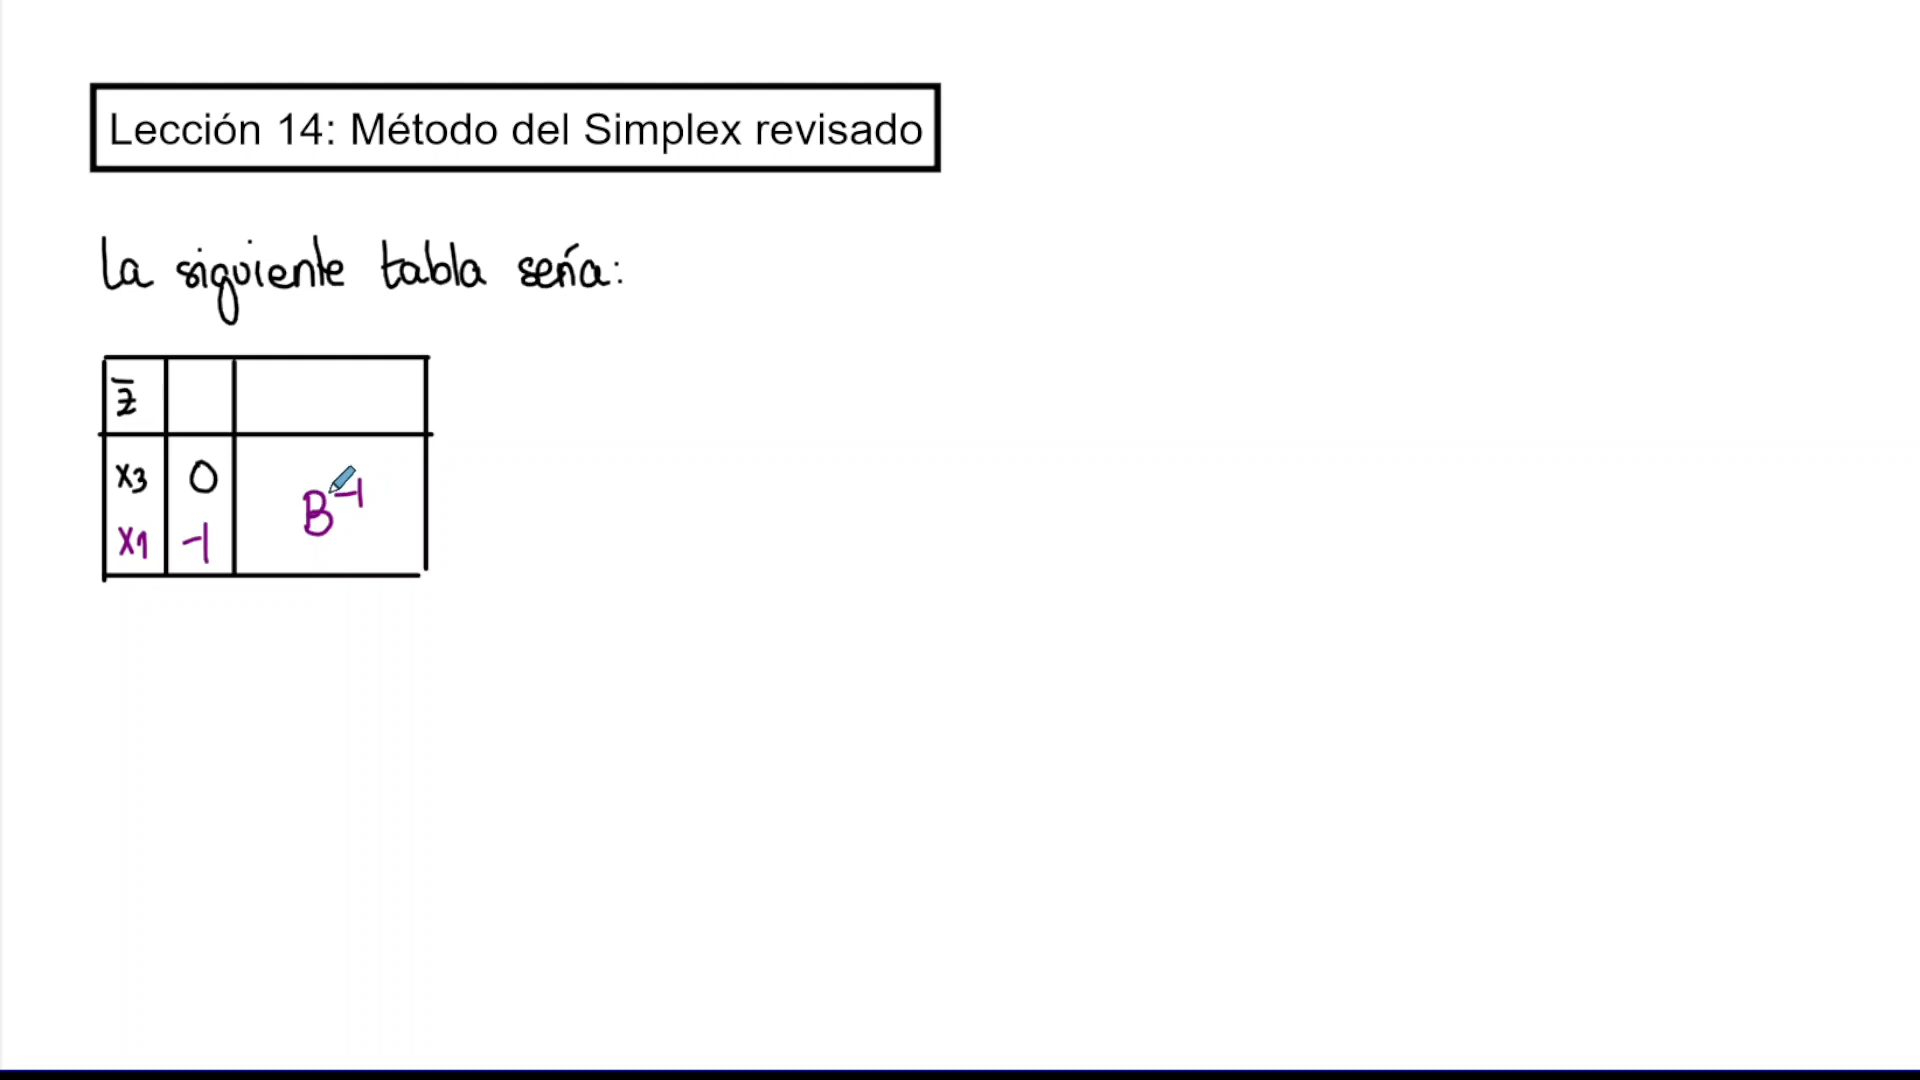 Lección 14: Método del Simplex revisado
La siguiente tabla sería:
z̄
x3 0
B⁻¹
x1 -1